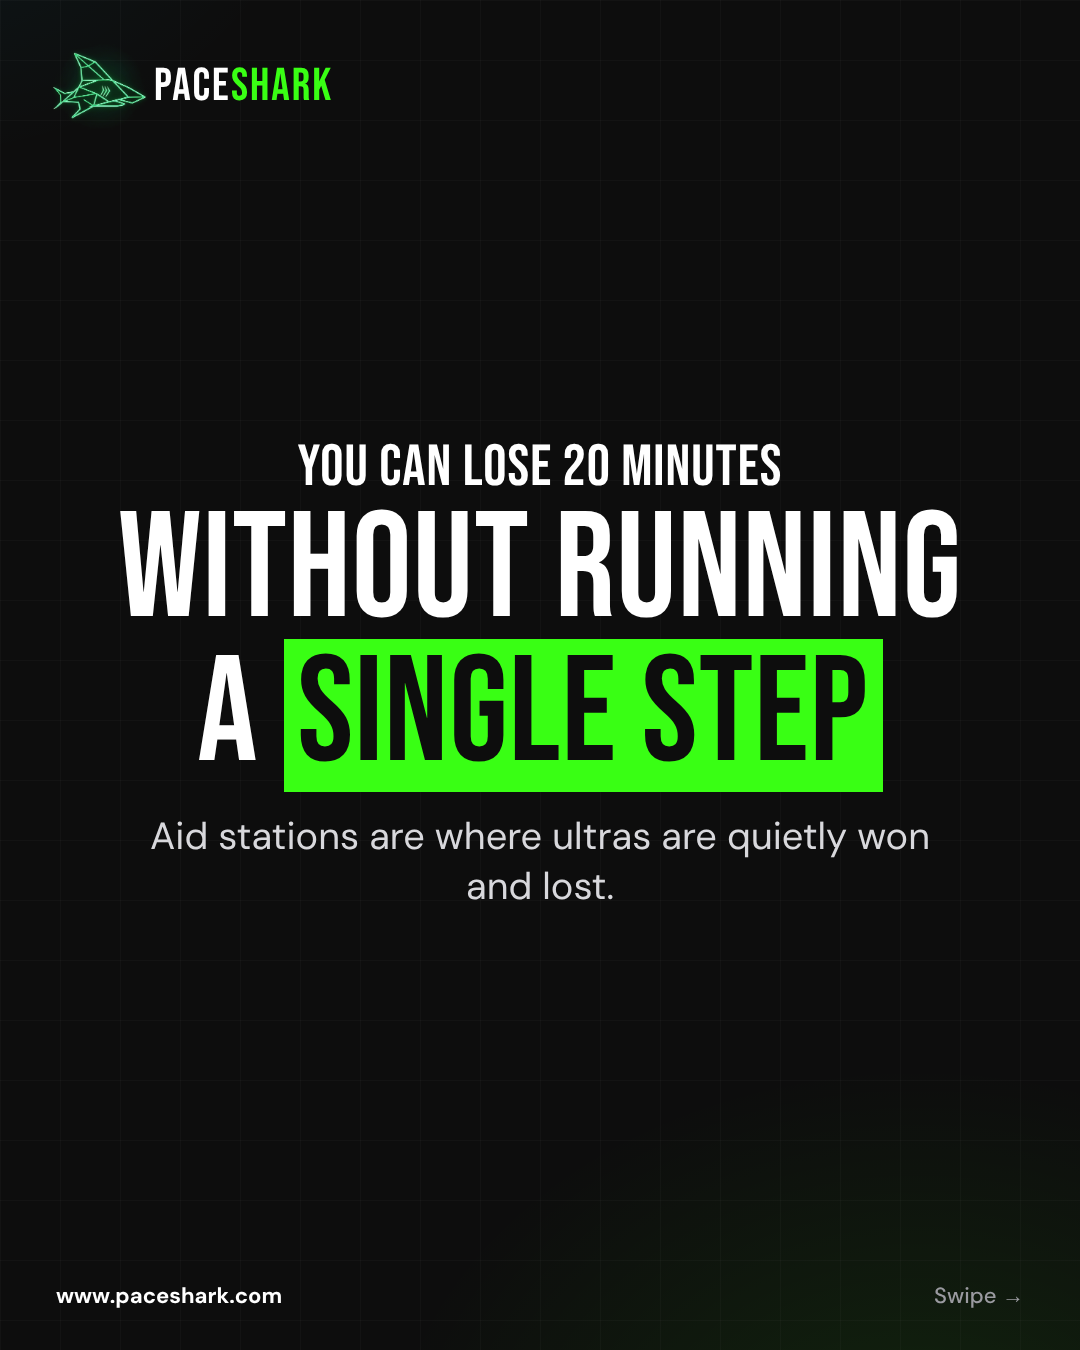 PACESHARK
YOU CAN LOSE 20 MINUTES
WITHOUT RUNNING
A SINGLE STEP
Aid stations are where ultras are quietly won
and lost.
www.paceshark.com
Swipe →